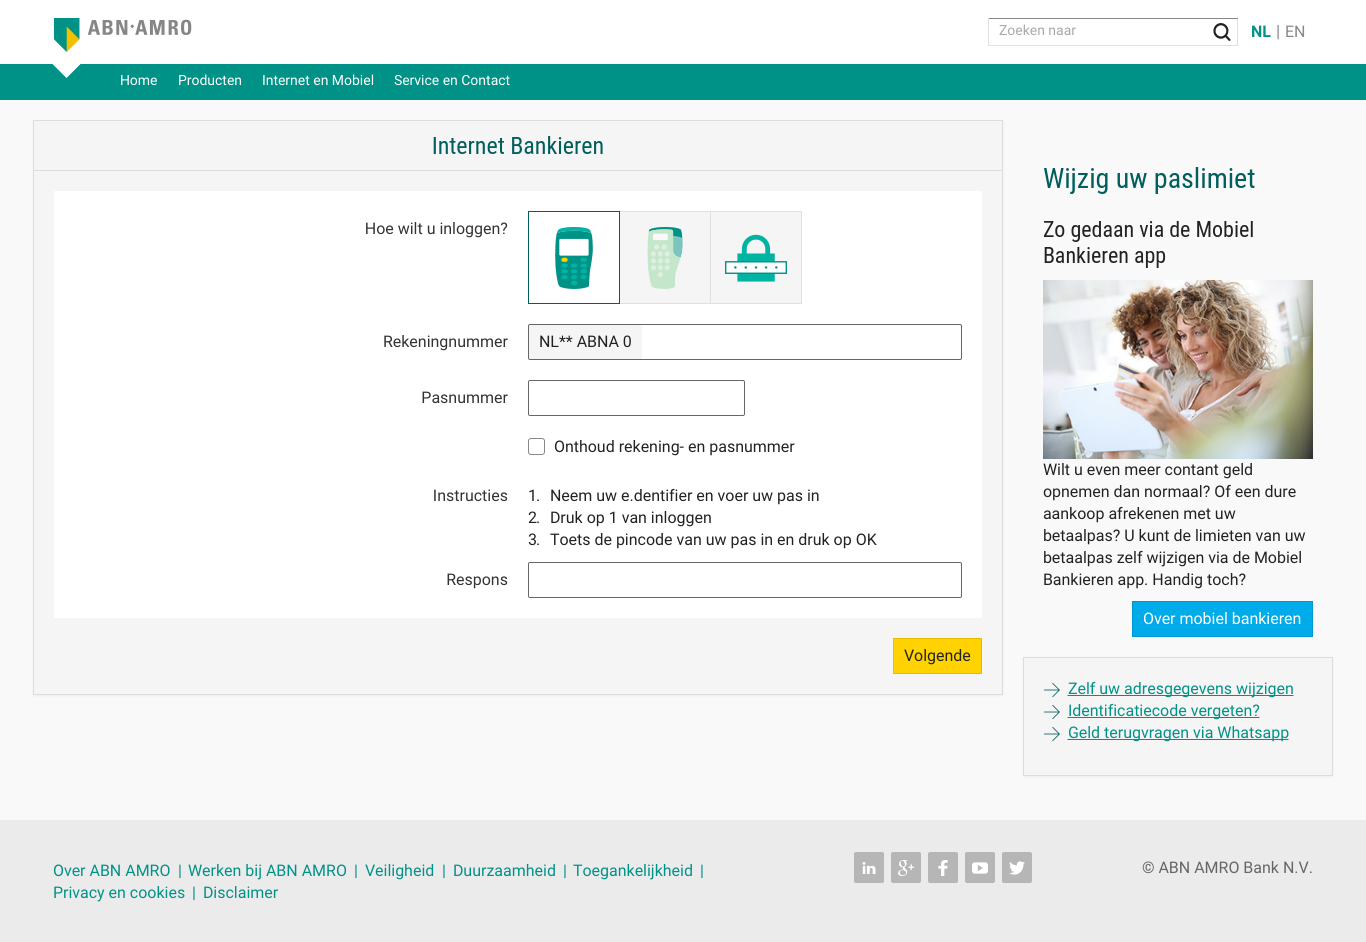 ABN·AMRO
Zoeken naar
NL | EN
Home
Producten
Internet en Mobiel
Service en Contact
Internet Bankieren
Hoe wilt u inloggen?
Rekeningnummer
NL** ABNA 0
Pasnummer
Onthoud rekening- en pasnummer
Instructies
1. Neem uw e.dentifier en voer uw pas in
2. Druk op 1 van inloggen
3. Toets de pincode van uw pas in en druk op OK
Respons
Volgende
Wijzig uw paslimiet
Zo gedaan via de Mobiel
Bankieren app
Wilt u even meer contant geld
opnemen dan normaal? Of een dure
aankoop afrekenen met uw
betaalpas? U kunt de limieten van uw
betaalpas zelf wijzigen via de Mobiel
Bankieren app. Handig toch?
Over mobiel bankieren
Zelf uw adresgegevens wijzigen
Identificatiecode vergeten?
Geld terugvragen via Whatsapp
Over ABN AMRO | Werken bij ABN AMRO | Veiligheid | Duurzaamheid | Toegankelijkheid |
Privacy en cookies | Disclaimer
in
g+
f
© ABN AMRO Bank N.V.